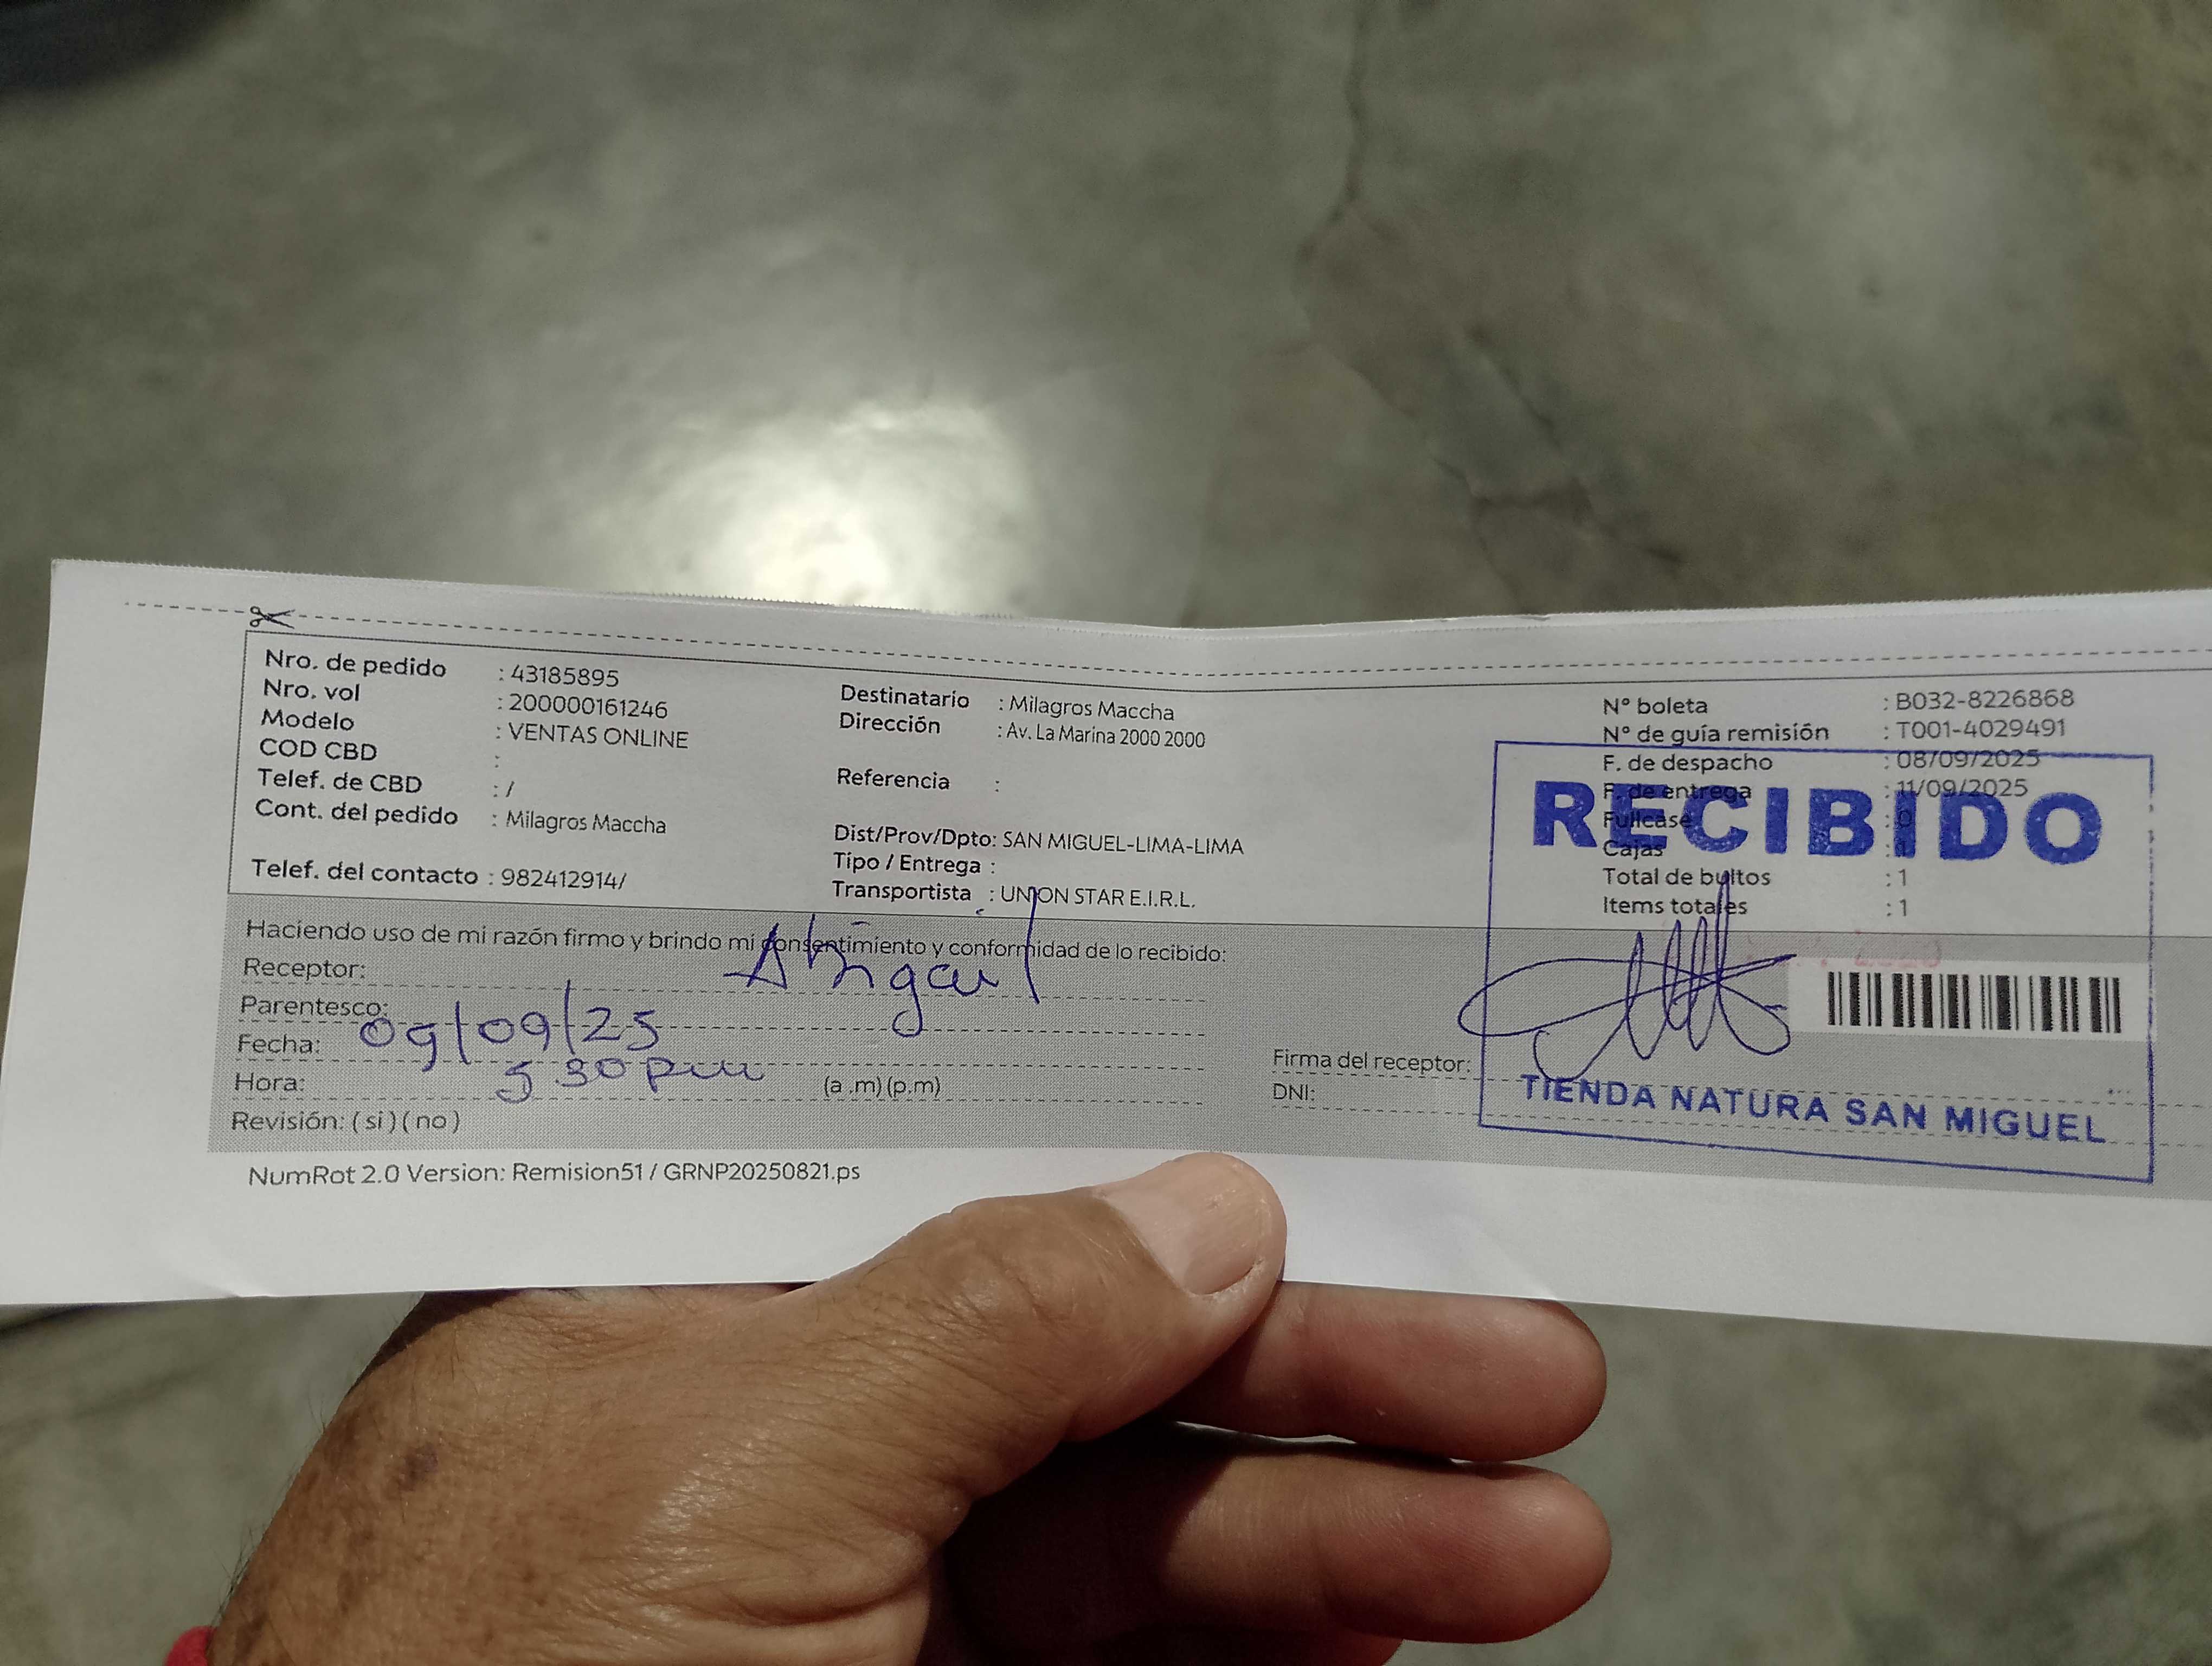 Nro. de pedido : 43185895
Nro. vol : 200000161246
Modelo : VENTAS ONLINE
COD CBD :
Telef. de CBD : /
Cont. del pedido : Milagros Maccha
Telef. del contacto : 982412914/
Destinatario : Milagros Maccha
Dirección : Av. La Marina 2000 2000
Referencia :
Dist/Prov/Dpto: SAN MIGUEL-LIMA-LIMA
Tipo / Entrega :
Transportista : UNION STAR E.I.R.L.
N° boleta : B032-8226868
N° de guía remisión : T001-4029491
F. de despacho : 08/09/2025
F. de entrega : 11/09/2025
Fullcase : 0
Cajas :
Total de bultos : 1
Items totales : 1
RECIBIDO
Haciendo uso de mi razón firmo y brindo mi consentimiento y conformidad de lo recibido:
Receptor: Abigail
Parentesco:
Fecha: 09/09/25
Hora: 5 30 pm (a .m) (p.m)
Revisión: ( si ) ( no )
Firma del receptor:
DNI:
TIENDA NATURA SAN MIGUEL
NumRot 2.0 Version: Remision51 / GRNP20250821.ps